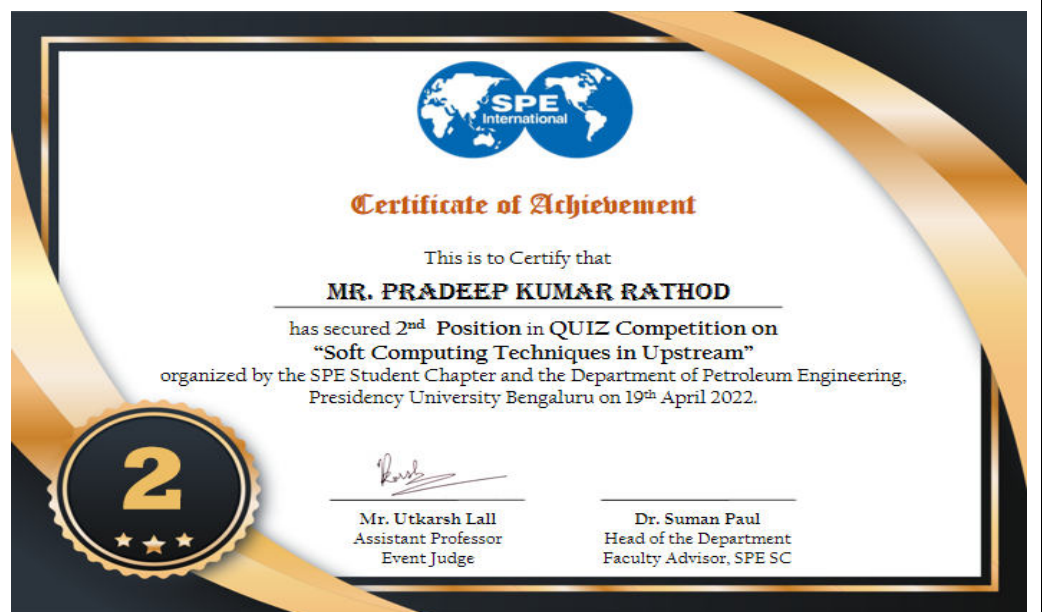 SPE
International
Certificate of Achievement
This is to Certify that
MR. PRADEEP KUMAR RATHOD
has secured 2nd Position in QUIZ Competition on
“Soft Computing Techniques in Upstream”
organized by the SPE Student Chapter and the Department of Petroleum Engineering,
Presidency University Bengaluru on 19th April 2022.
2
Mr. Utkarsh Lall
Assistant Professor
Event Judge
Dr. Suman Paul
Head of the Department
Faculty Advisor, SPE SC